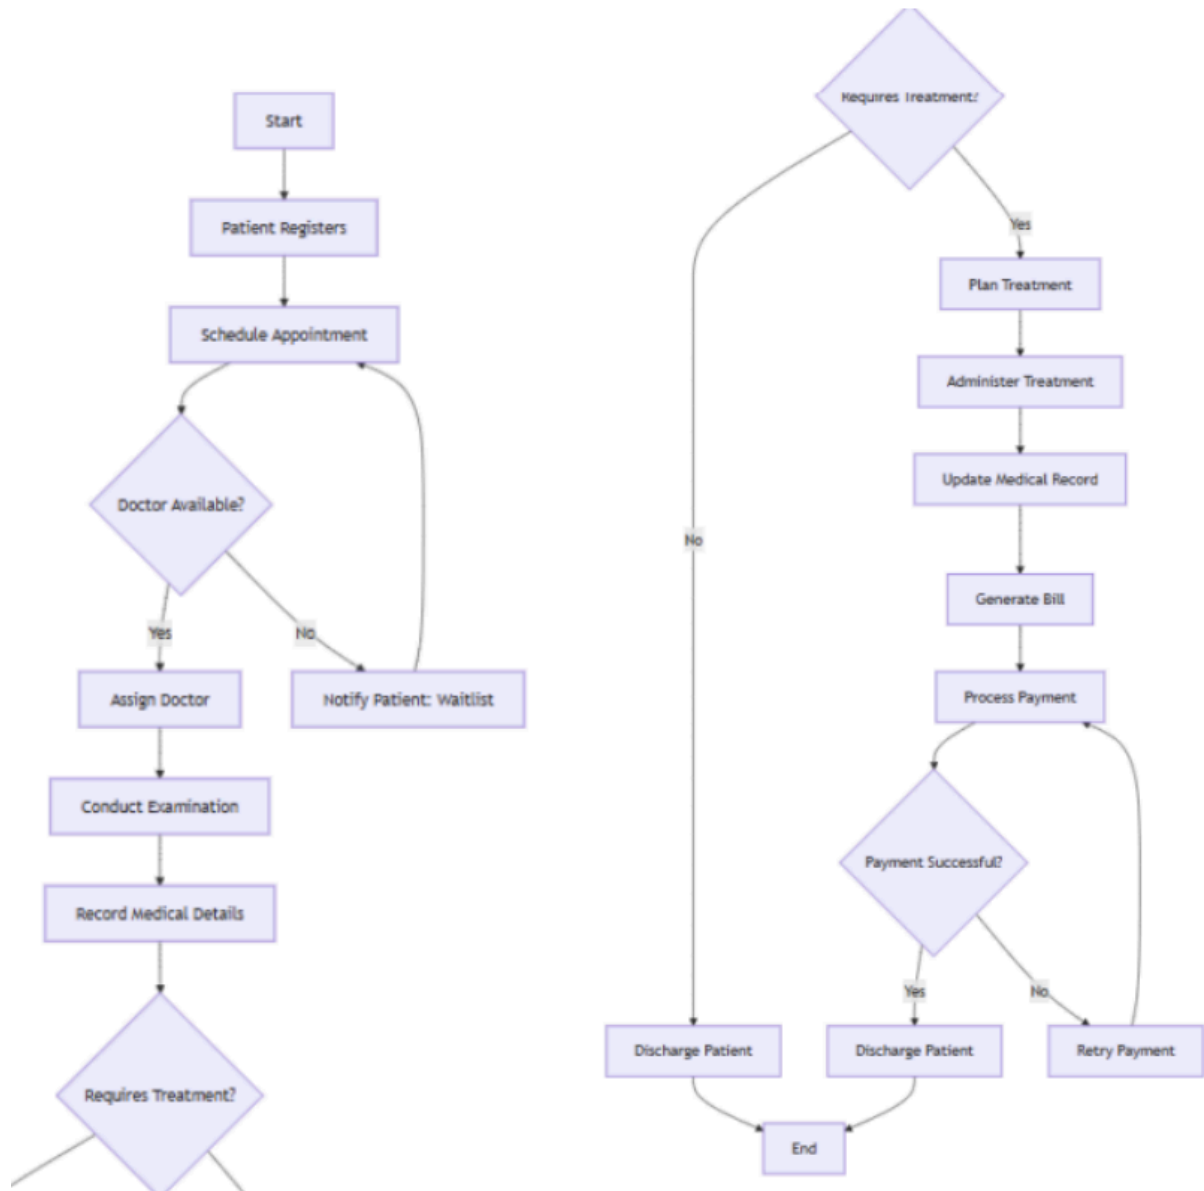 Start
Patient Registers
Schedule Appointment
Doctor Available?
Yes
No
Assign Doctor
Notify Patient: Waitlist
Conduct Examination
Record Medical Details
Requires Treatment?
Requires Treatment?
Yes
Plan Treatment
Administer Treatment
Update Medical Record
No
Generate Bill
Process Payment
Payment Successful?
Yes
No
Discharge Patient
Discharge Patient
Retry Payment
End